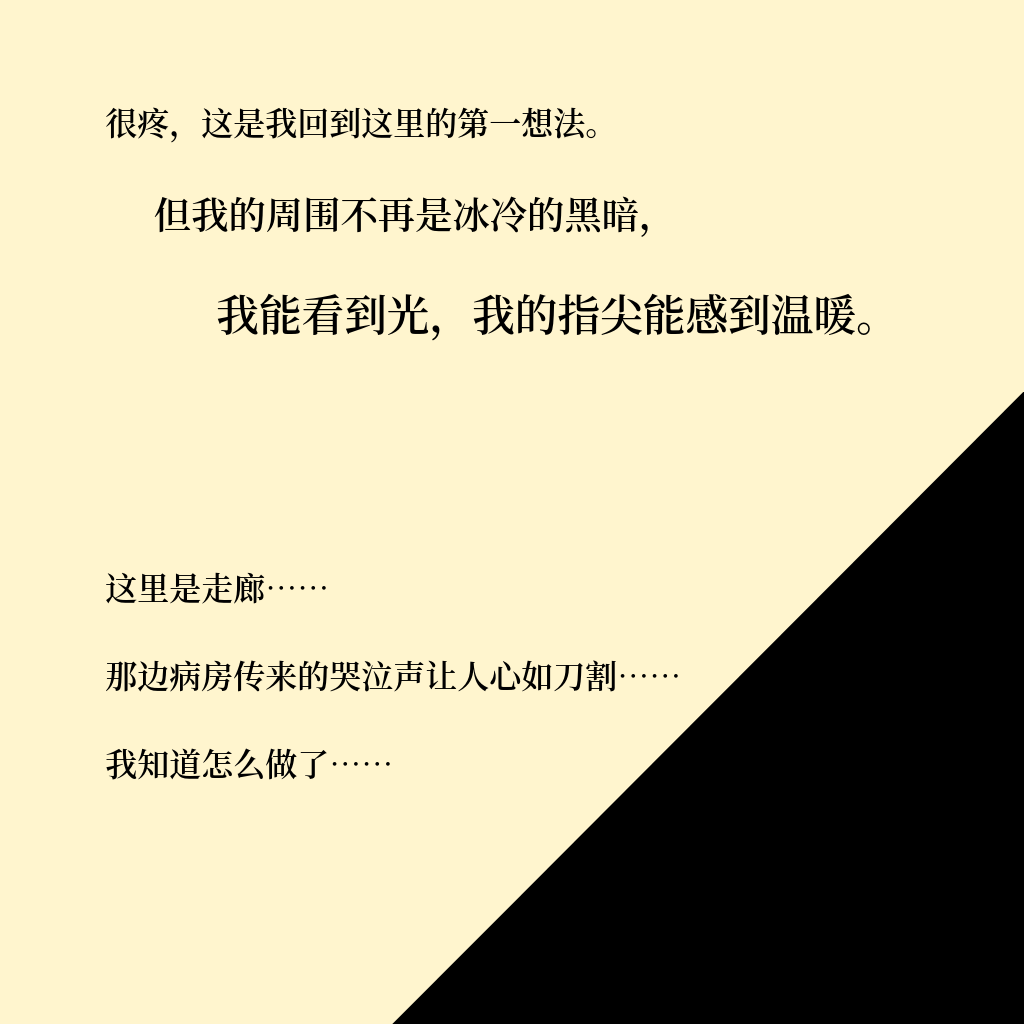 很疼，这是我回到这里的第一想法。
但我的周围不再是冰冷的黑暗，
我能看到光，我的指尖能感到温暖。
这里是走廊……
那边病房传来的哭泣声让人心如刀割……
我知道怎么做了……